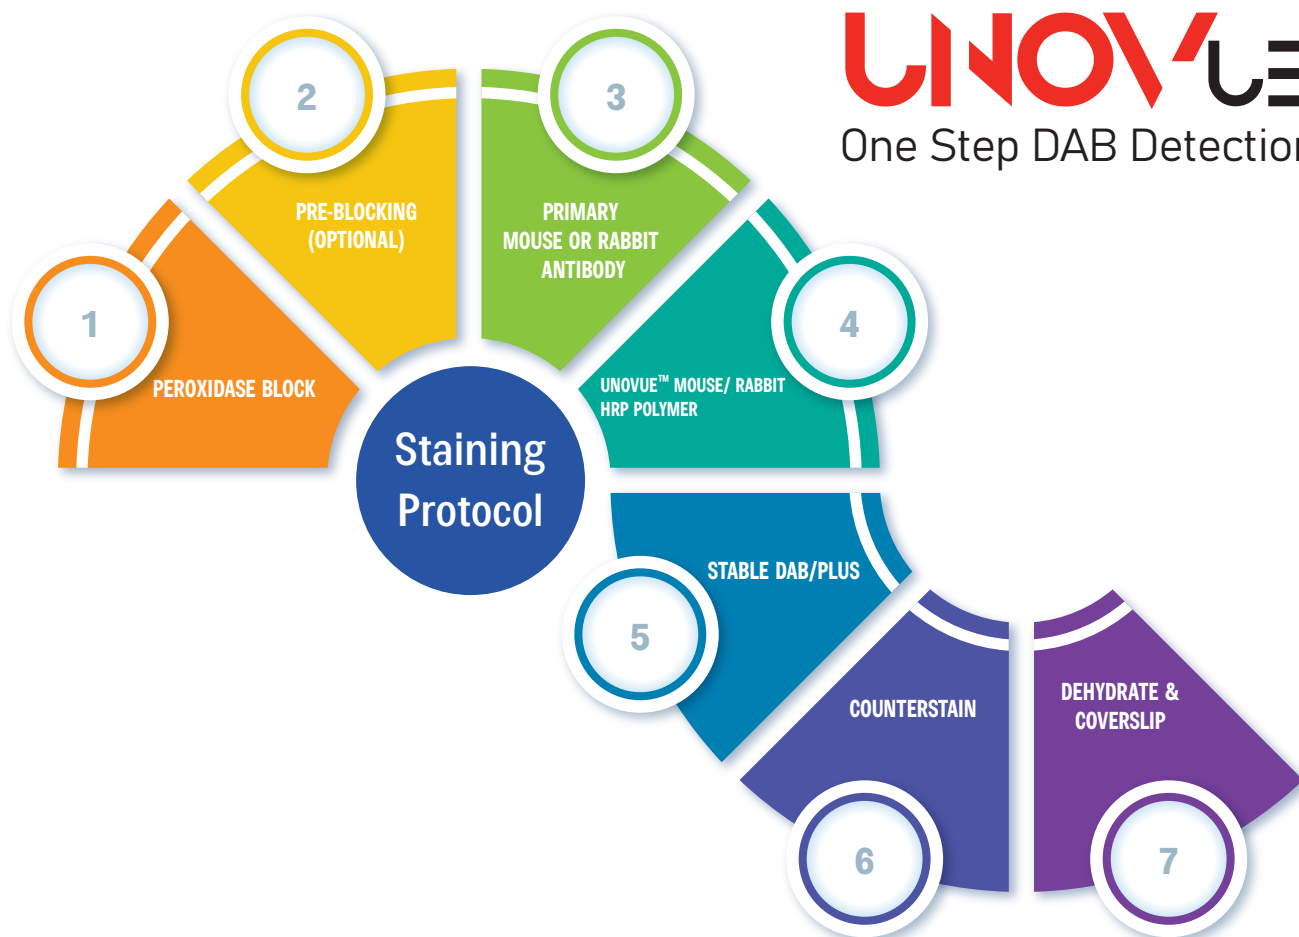 UNOVUE
One Step DAB Detection
1
PEROXIDASE BLOCK
2
PRE-BLOCKING
(OPTIONAL)
3
PRIMARY
MOUSE OR RABBIT
ANTIBODY
4
UNOVUE™ MOUSE/ RABBIT
HRP POLYMER
Staining
Protocol
5
STABLE DAB/PLUS
6
COUNTERSTAIN
7
DEHYDRATE &
COVERSLIP